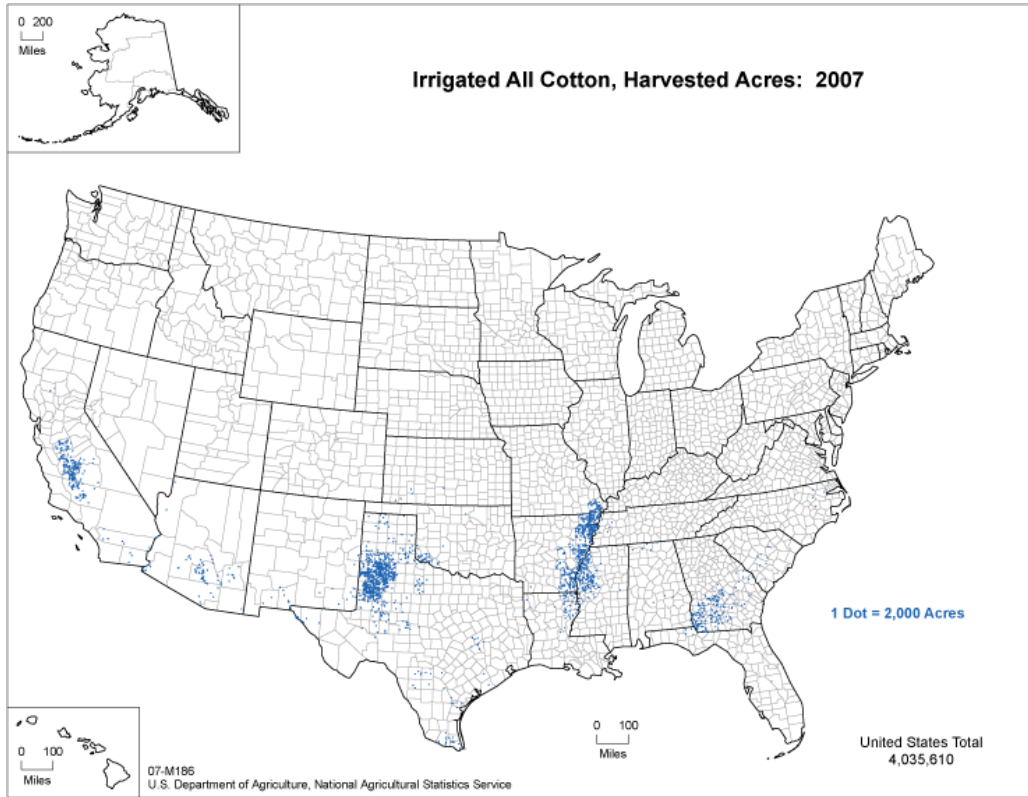 0 200
Miles
Irrigated All Cotton, Harvested Acres: 2007
1 Dot = 2,000 Acres
0 100
Miles
0 100
Miles
United States Total
4,035,610
07-M186
U.S. Department of Agriculture, National Agricultural Statistics Service